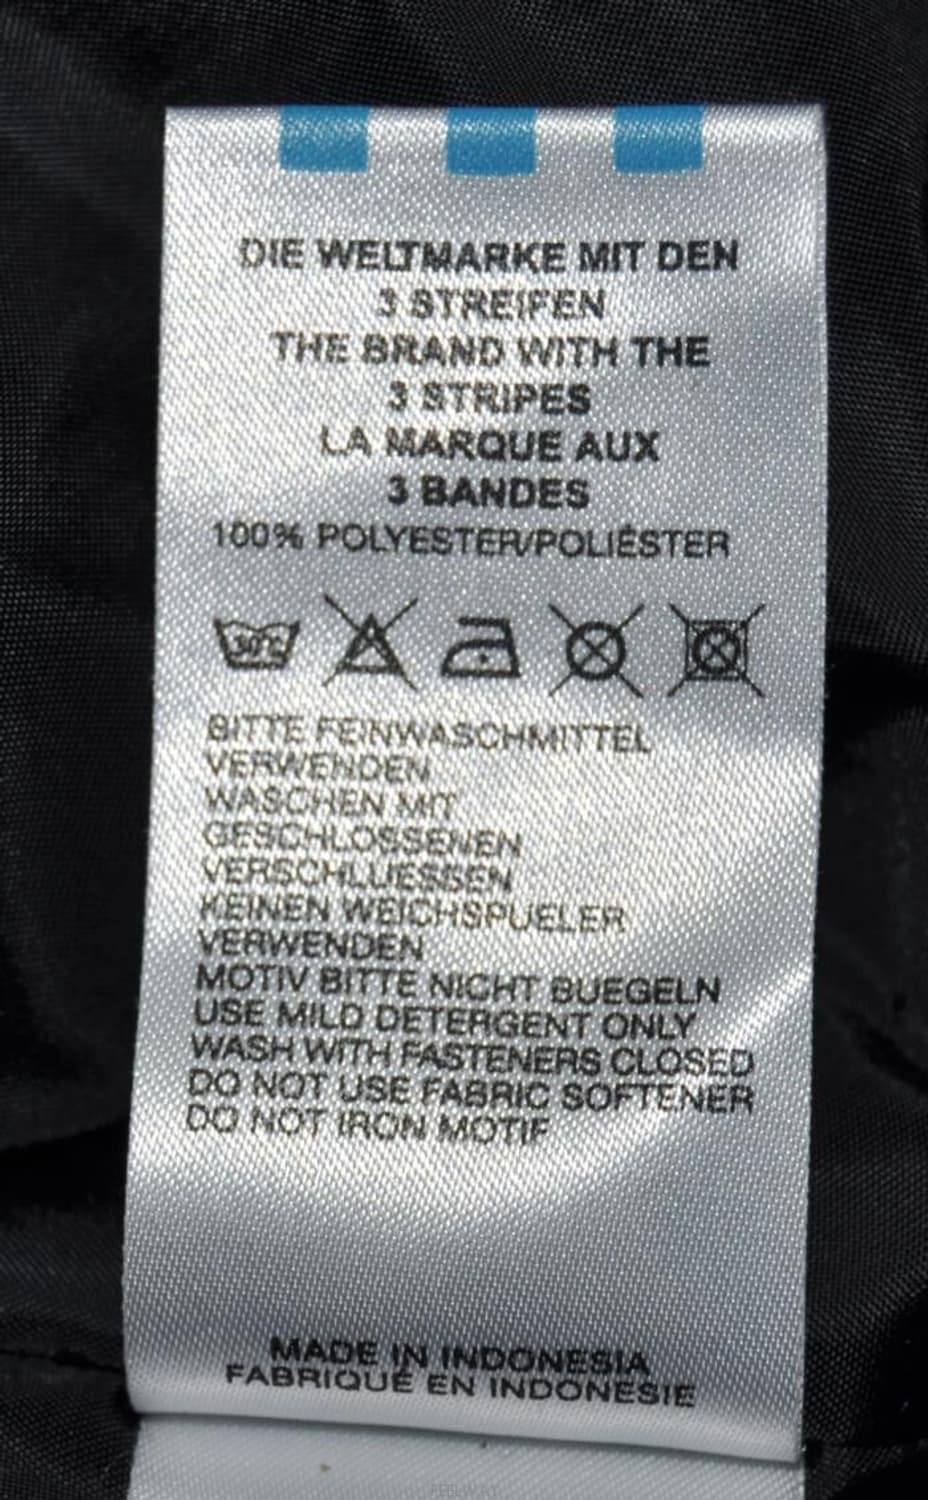 DIE WELTMARKE MIT DEN
3 STREIFEN
THE BRAND WITH THE
3 STRIPES
LA MARQUE AUX
3 BANDES
100% POLYESTER/POLIÉSTER
30°C
BITTE FEINWASCHMITTEL
VERWENDEN
WASCHEN MIT
GESCHLOSSENEN
VERSCHLUESSEN
KEINEN WEICHSPUELER
VERWENDEN
MOTIV BITTE NICHT BUEGELN
USE MILD DETERGENT ONLY
WASH WITH FASTENERS CLOSED
DO NOT USE FABRIC SOFTENER
DO NOT IRON MOTIF
MADE IN INDONESIA
FABRIQUÉ EN INDONESIE
FEELWAY